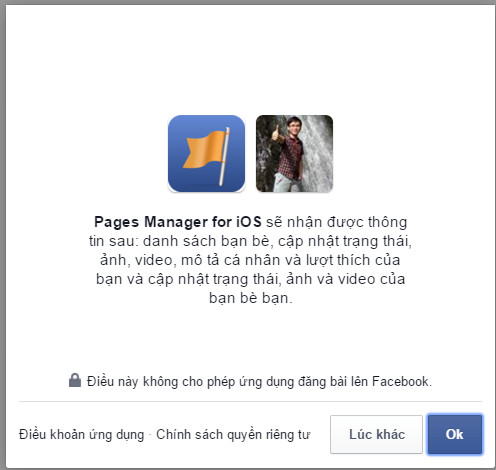 Pages Manager for iOS sẽ nhận được thông
tin sau: danh sách bạn bè, cập nhật trạng thái,
ảnh, video, mô tả cá nhân và lượt thích của
bạn và cập nhật trạng thái, ảnh và video của
bạn bè bạn.
Điều này không cho phép ứng dụng đăng bài lên Facebook.
Điều khoản ứng dụng · Chính sách quyền riêng tư
Lúc khác
Ok